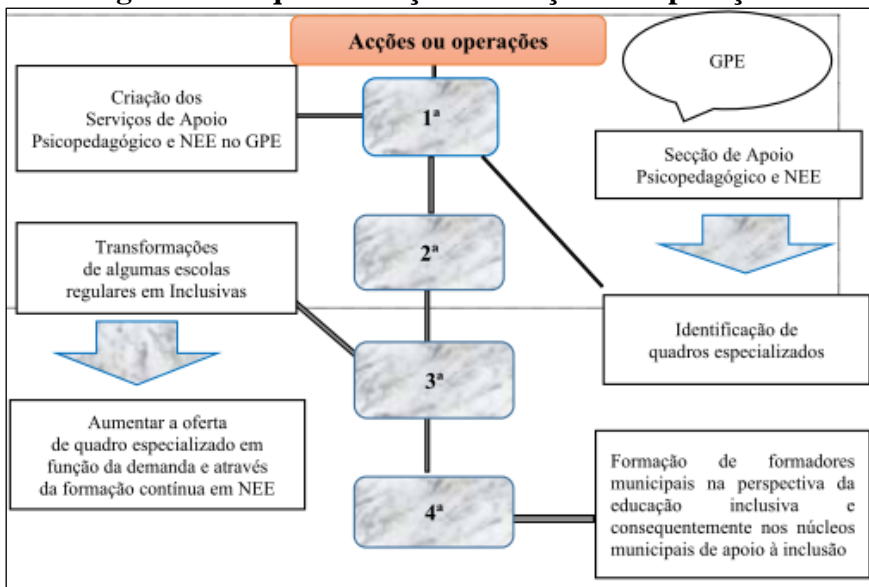 Acções ou operações
GPE
Criação dos
Serviços de Apoio
Psicopedagógico e NEE no GPE
1ª
Secção de Apoio
Psicopedagógico e NEE
Transformações
de algumas escolas
regulares em Inclusivas
2ª
Identificação de
quadros especializados
3ª
Aumentar a oferta
de quadro especializado em
função da demanda e através
da formação contínua em NEE
4ª
Formação de formadores
municipais na perspectiva da
educação inclusiva e
consequentemente nos núcleos
municipais de apoio à inclusão